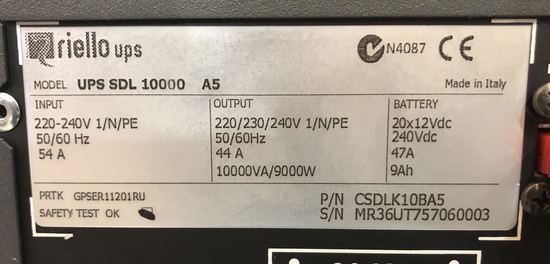 riello ups
N4087 CE
MODEL UPS SDL 10000 A5 Made in Italy
INPUT OUTPUT BATTERY
220-240V 1/N/PE 220/230/240V 1/N/PE 20x12Vdc
50/60 Hz 50/60Hz 240Vdc
54 A 44 A 47A
10000VA/9000W 9Ah
PRTK GPSER11201RU P/N CSDLK10BA5
SAFETY TEST OK S/N MR36UT757060003